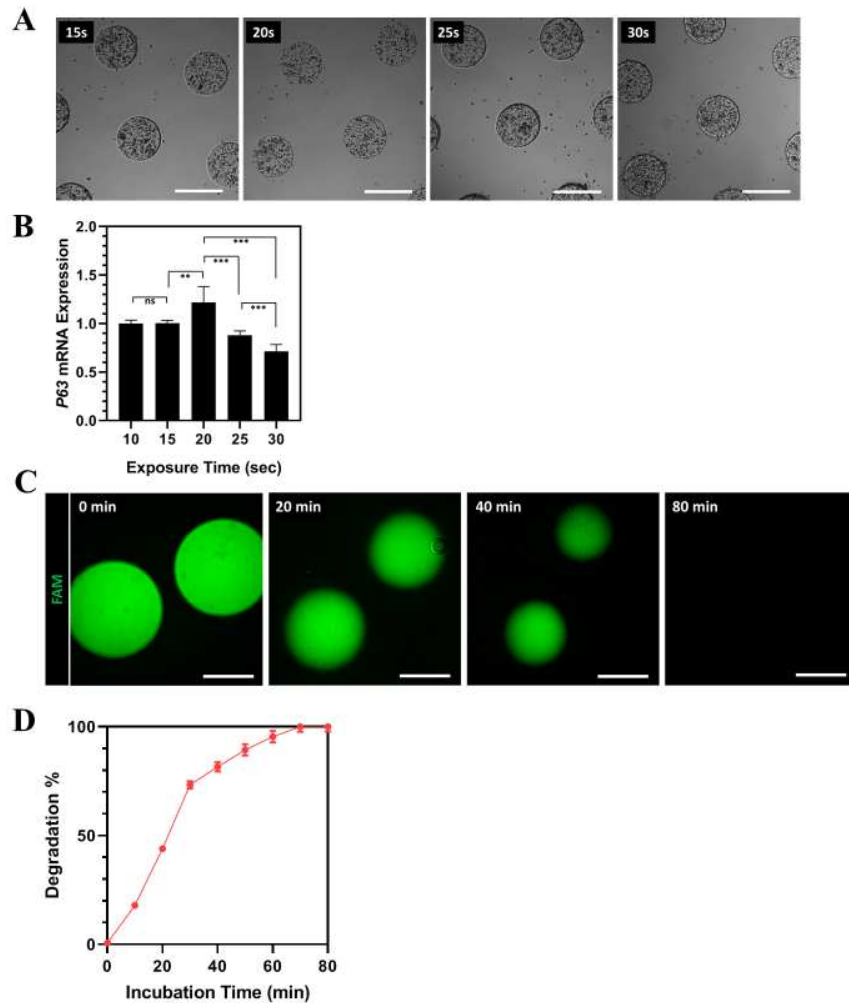 A
15s
20s
25s
30s
B
P63 mRNA Expression
2.0
1.5
1.0
0.5
0.0
ns
**
***
***
***
10 15 20 25 30
Exposure Time (sec)
C
FAM
0 min
20 min
40 min
80 min
D
Degradation %
100
50
0
0 20 40 60 80
Incubation Time (min)